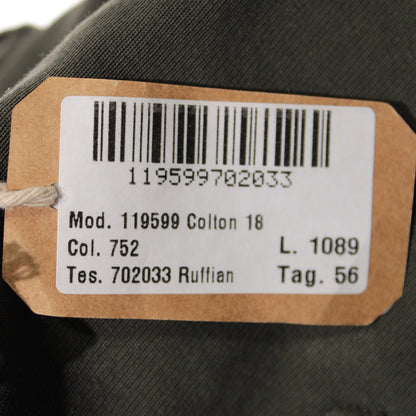 119599702033
Mod. 119599 Colton 18
Col. 752 L. 1089
Tes. 702033 Ruffian Tag. 56